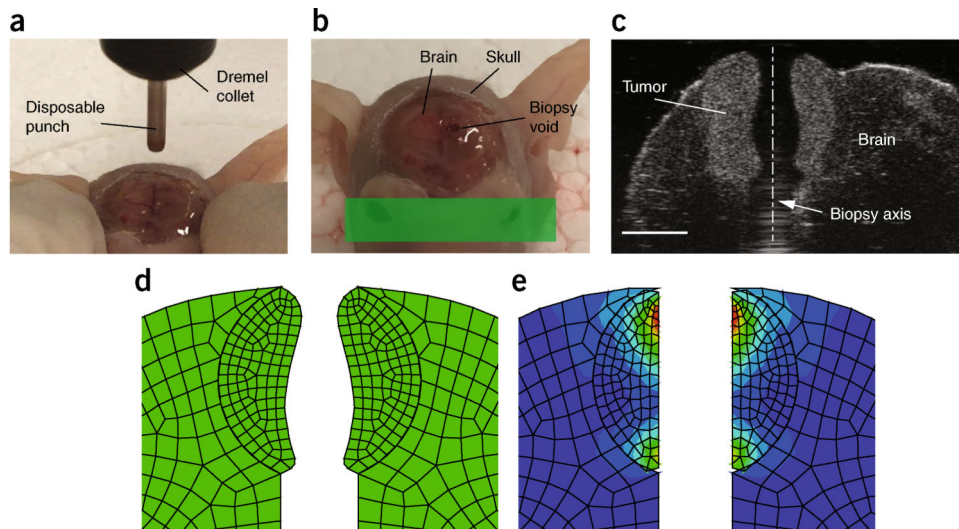 a
Dremel
collet
Disposable
punch
b
Brain
Skull
Biopsy
void
c
Tumor
Brain
Biopsy axis
d
e